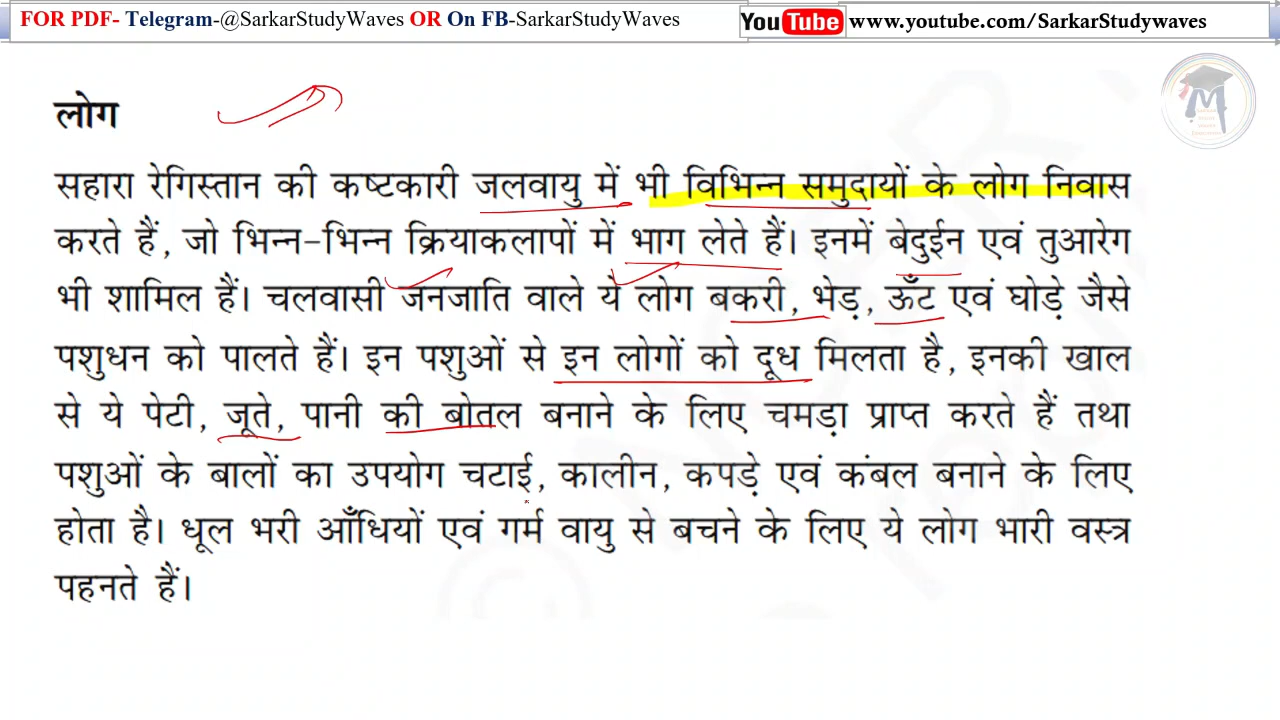 FOR PDF- Telegram-@SarkarStudyWaves OR On FB-SarkarStudyWaves
YouTube www.youtube.com/SarkarStudywaves
लोग
सहारा रेगिस्तान की कष्टकारी जलवायु में भी विभिन्न समुदायों के लोग निवास
करते हैं, जो भिन्न-भिन्न क्रियाकलापों में भाग लेते हैं। इनमें बेदुईन एवं तुआरेग
भी शामिल हैं। चलवासी जनजाति वाले ये लोग बकरी, भेड़, ऊँट एवं घोड़े जैसे
पशुधन को पालते हैं। इन पशुओं से इन लोगों को दूध मिलता है, इनकी खाल
से ये पेटी, जूते, पानी की बोतल बनाने के लिए चमड़ा प्राप्त करते हैं तथा
पशुओं के बालों का उपयोग चटाई, कालीन, कपड़े एवं कंबल बनाने के लिए
होता है। धूल भरी आँधियों एवं गर्म वायु से बचने के लिए ये लोग भारी वस्त्र
पहनते हैं।